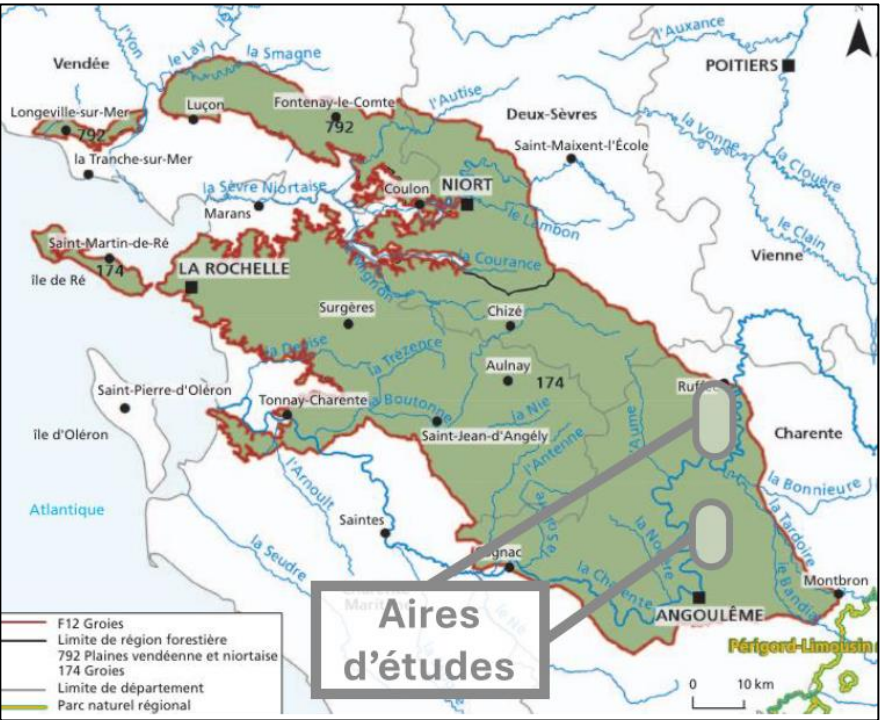 l'Auxance
l'Yon
le Lay
la Smagne
Vendée
POITIERS
Luçon
Fontenay-le-Comte
l'Autise
Longeville-sur-Mer
792
792
Deux-Sèvres
la Vonne
la Clouère
Saint-Maixent-l'École
la Tranche-sur-Mer
la Sèvre Niortaise
Coulon
NIORT
Marans
le Lambon
le Clain
Saint-Martin-de-Ré
174
LA ROCHELLE
la Courance
Vienne
île de Ré
Mignon
Surgères
Chizé
la Devise
la Trézence
Aulnay
174
Saint-Pierre-d'Oléron
Tonnay-Charente
la Boutonne
la Nie
l'Aume
île d'Oléron
Saint-Jean-d'Angély
l'Antenne
Charente
l'Arnoult
la Bonnieure
Atlantique
Saintes
la Tardoire
la Seudre
la Charente
Montbron
Aires
d'études
ANGOULÊME
Périgord-Limousin
F12 Groies
Limite de région forestière
792 Plaines vendéenne et niortaise
174 Groies
Limite de département
Parc naturel régional
0 10 km